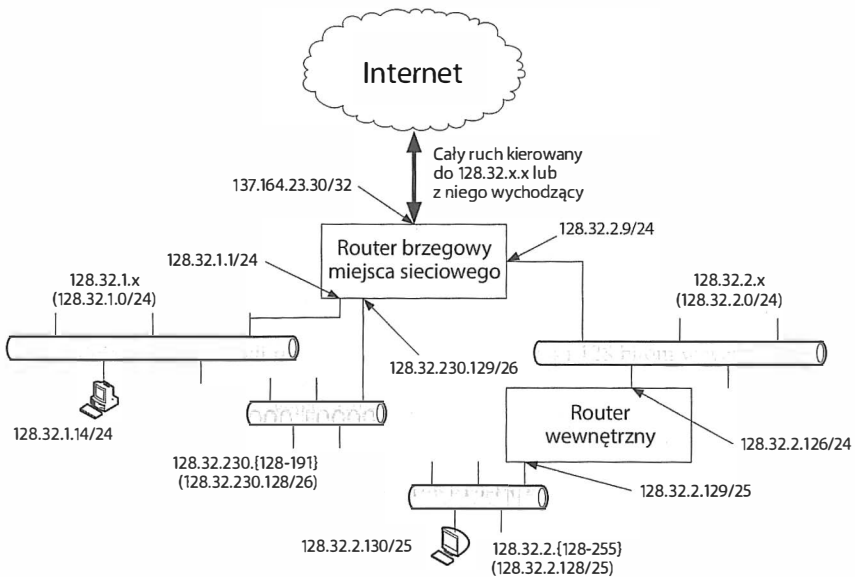 Internet
Cały ruch kierowany
do 128.32.x.x lub
z niego wychodzący
137.164.23.30/32
128.32.2.9/24
Router brzegowy
miejsca sieciowego
128.32.1.1/24
128.32.1.x
(128.32.1.0/24)
128.32.2.x
(128.32.2.0/24)
128.32.230.129/26
128.32.1.14/24
Router
wewnętrzny
128.32.2.126/24
128.32.230.{128-191}
(128.32.230.128/26)
128.32.2.129/25
128.32.2.130/25
128.32.2.{128-255}
(128.32.2.128/25)